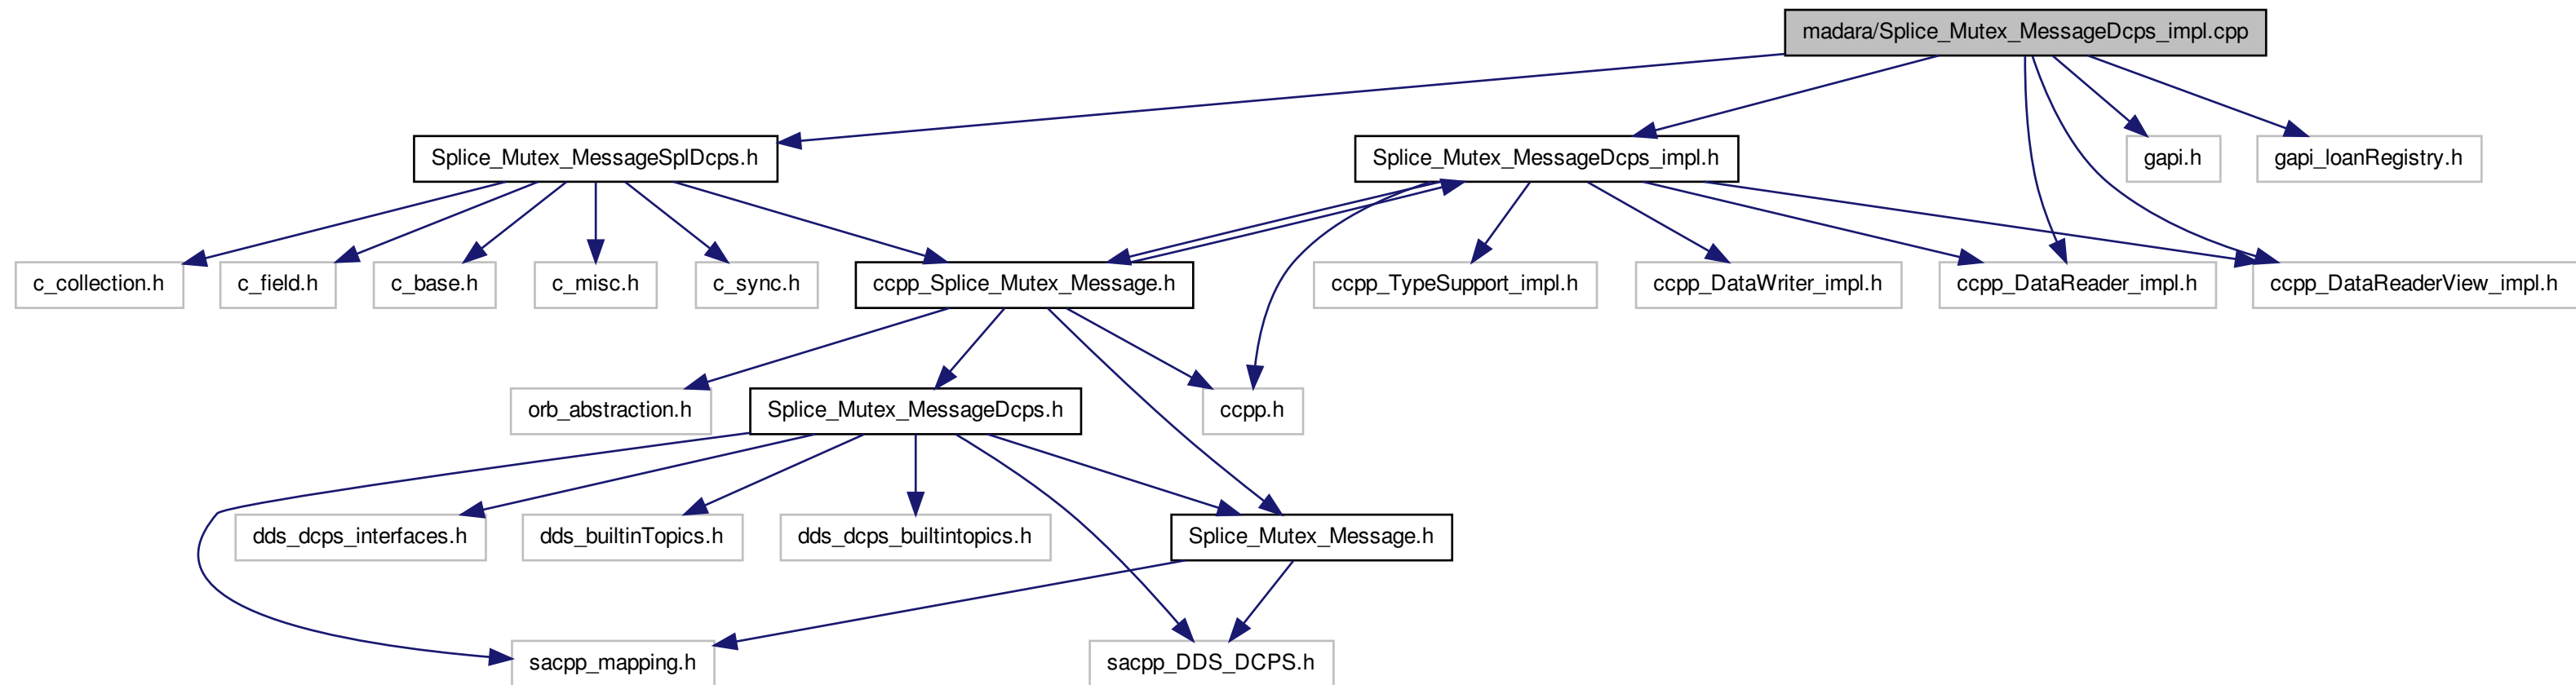 madara/Splice_Mutex_MessageDcps_impl.cpp
Splice_Mutex_MessageSplDcps.h
Splice_Mutex_MessageDcps_impl.h
gapi.h
gapi_loanRegistry.h
c_collection.h
c_field.h
c_base.h
c_misc.h
c_sync.h
ccpp_Splice_Mutex_Message.h
ccpp_TypeSupport_impl.h
ccpp_DataWriter_impl.h
ccpp_DataReader_impl.h
ccpp_DataReaderView_impl.h
orb_abstraction.h
Splice_Mutex_MessageDcps.h
ccpp.h
dds_dcps_interfaces.h
dds_builtinTopics.h
dds_dcps_builtintopics.h
Splice_Mutex_Message.h
sacpp_mapping.h
sacpp_DDS_DCPS.h